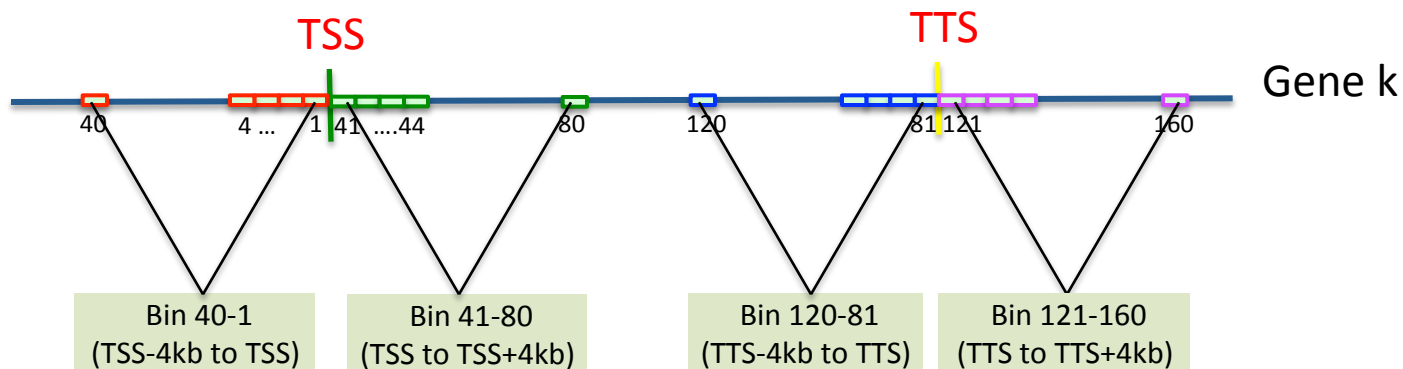 TSS
TTS
Gene k
40
4 ...
1
41
....44
80
120
81
121
160
Bin 40-1
(TSS-4kb to TSS)
Bin 41-80
(TSS to TSS+4kb)
Bin 120-81
(TTS-4kb to TTS)
Bin 121-160
(TTS to TTS+4kb)